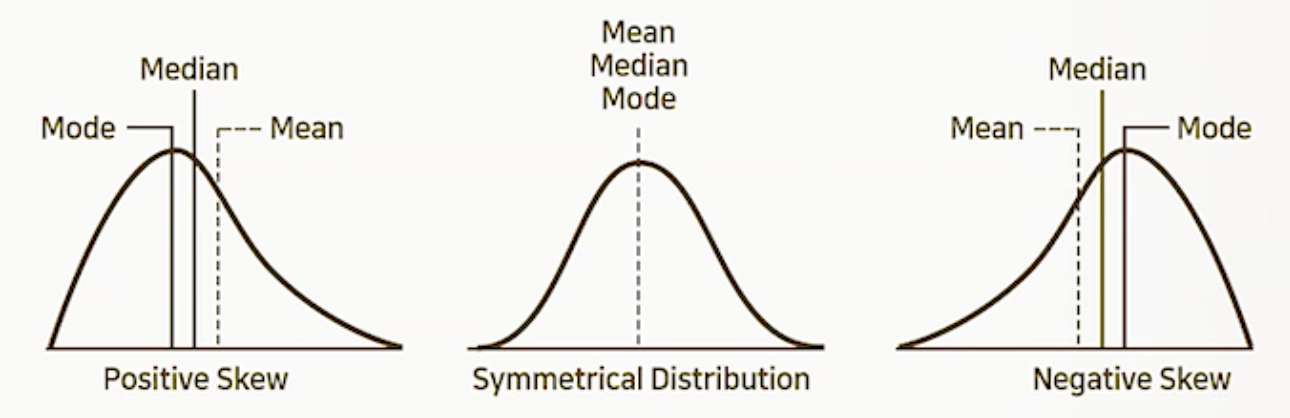 Median
Mode
Mean
Positive Skew
Mean
Median
Mode
Symmetrical Distribution
Median
Mean
Mode
Negative Skew